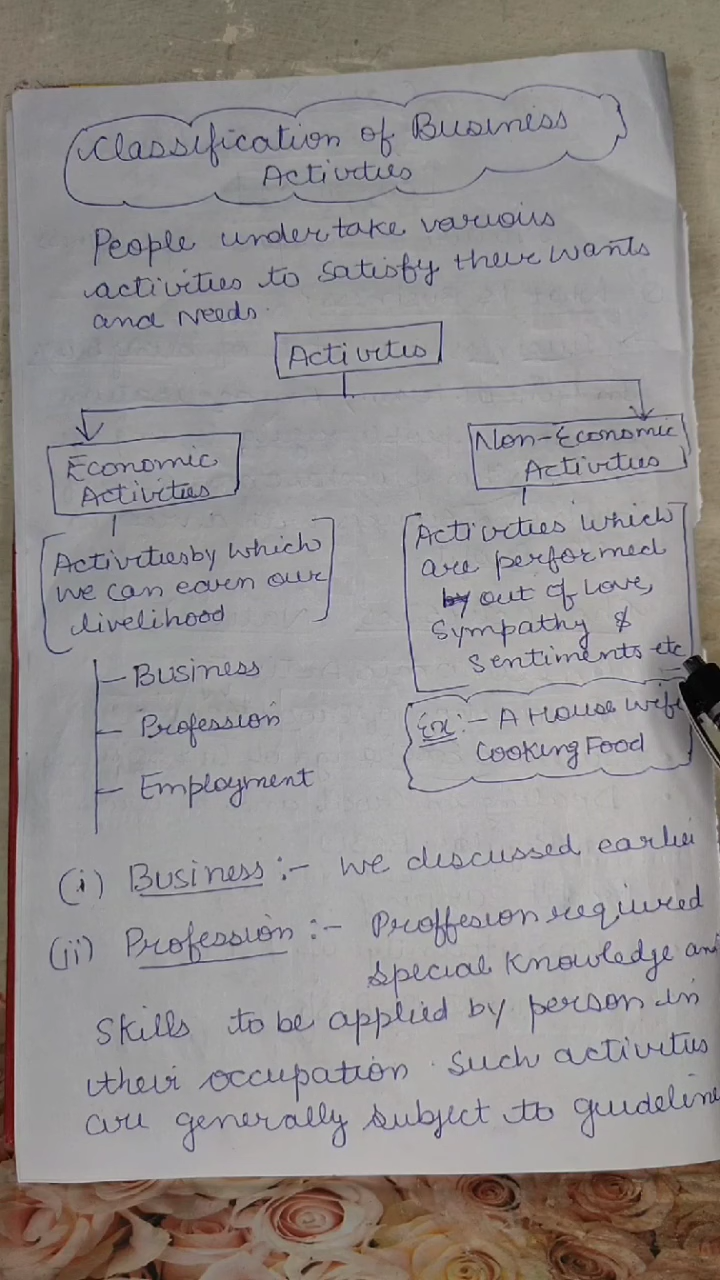 Classification of Business
Activities
People undertake various
activities to satisfy their wants
and Needs.
Activities
Economic
Activities
Non-Economic
Activities
Activities by which
we can earn our
livelihood
Activities which
are performed
by out of Love,
Sympathy &
Sentiments etc
Business
Profession
Employment
Ex:- A House wife
Cooking Food
(i) Business :- we discussed earlier
(ii) Profession :- Proffesion required
special Knowledge and
skills to be applied by person in
their occupation. Such activities
are generally subject to guideline